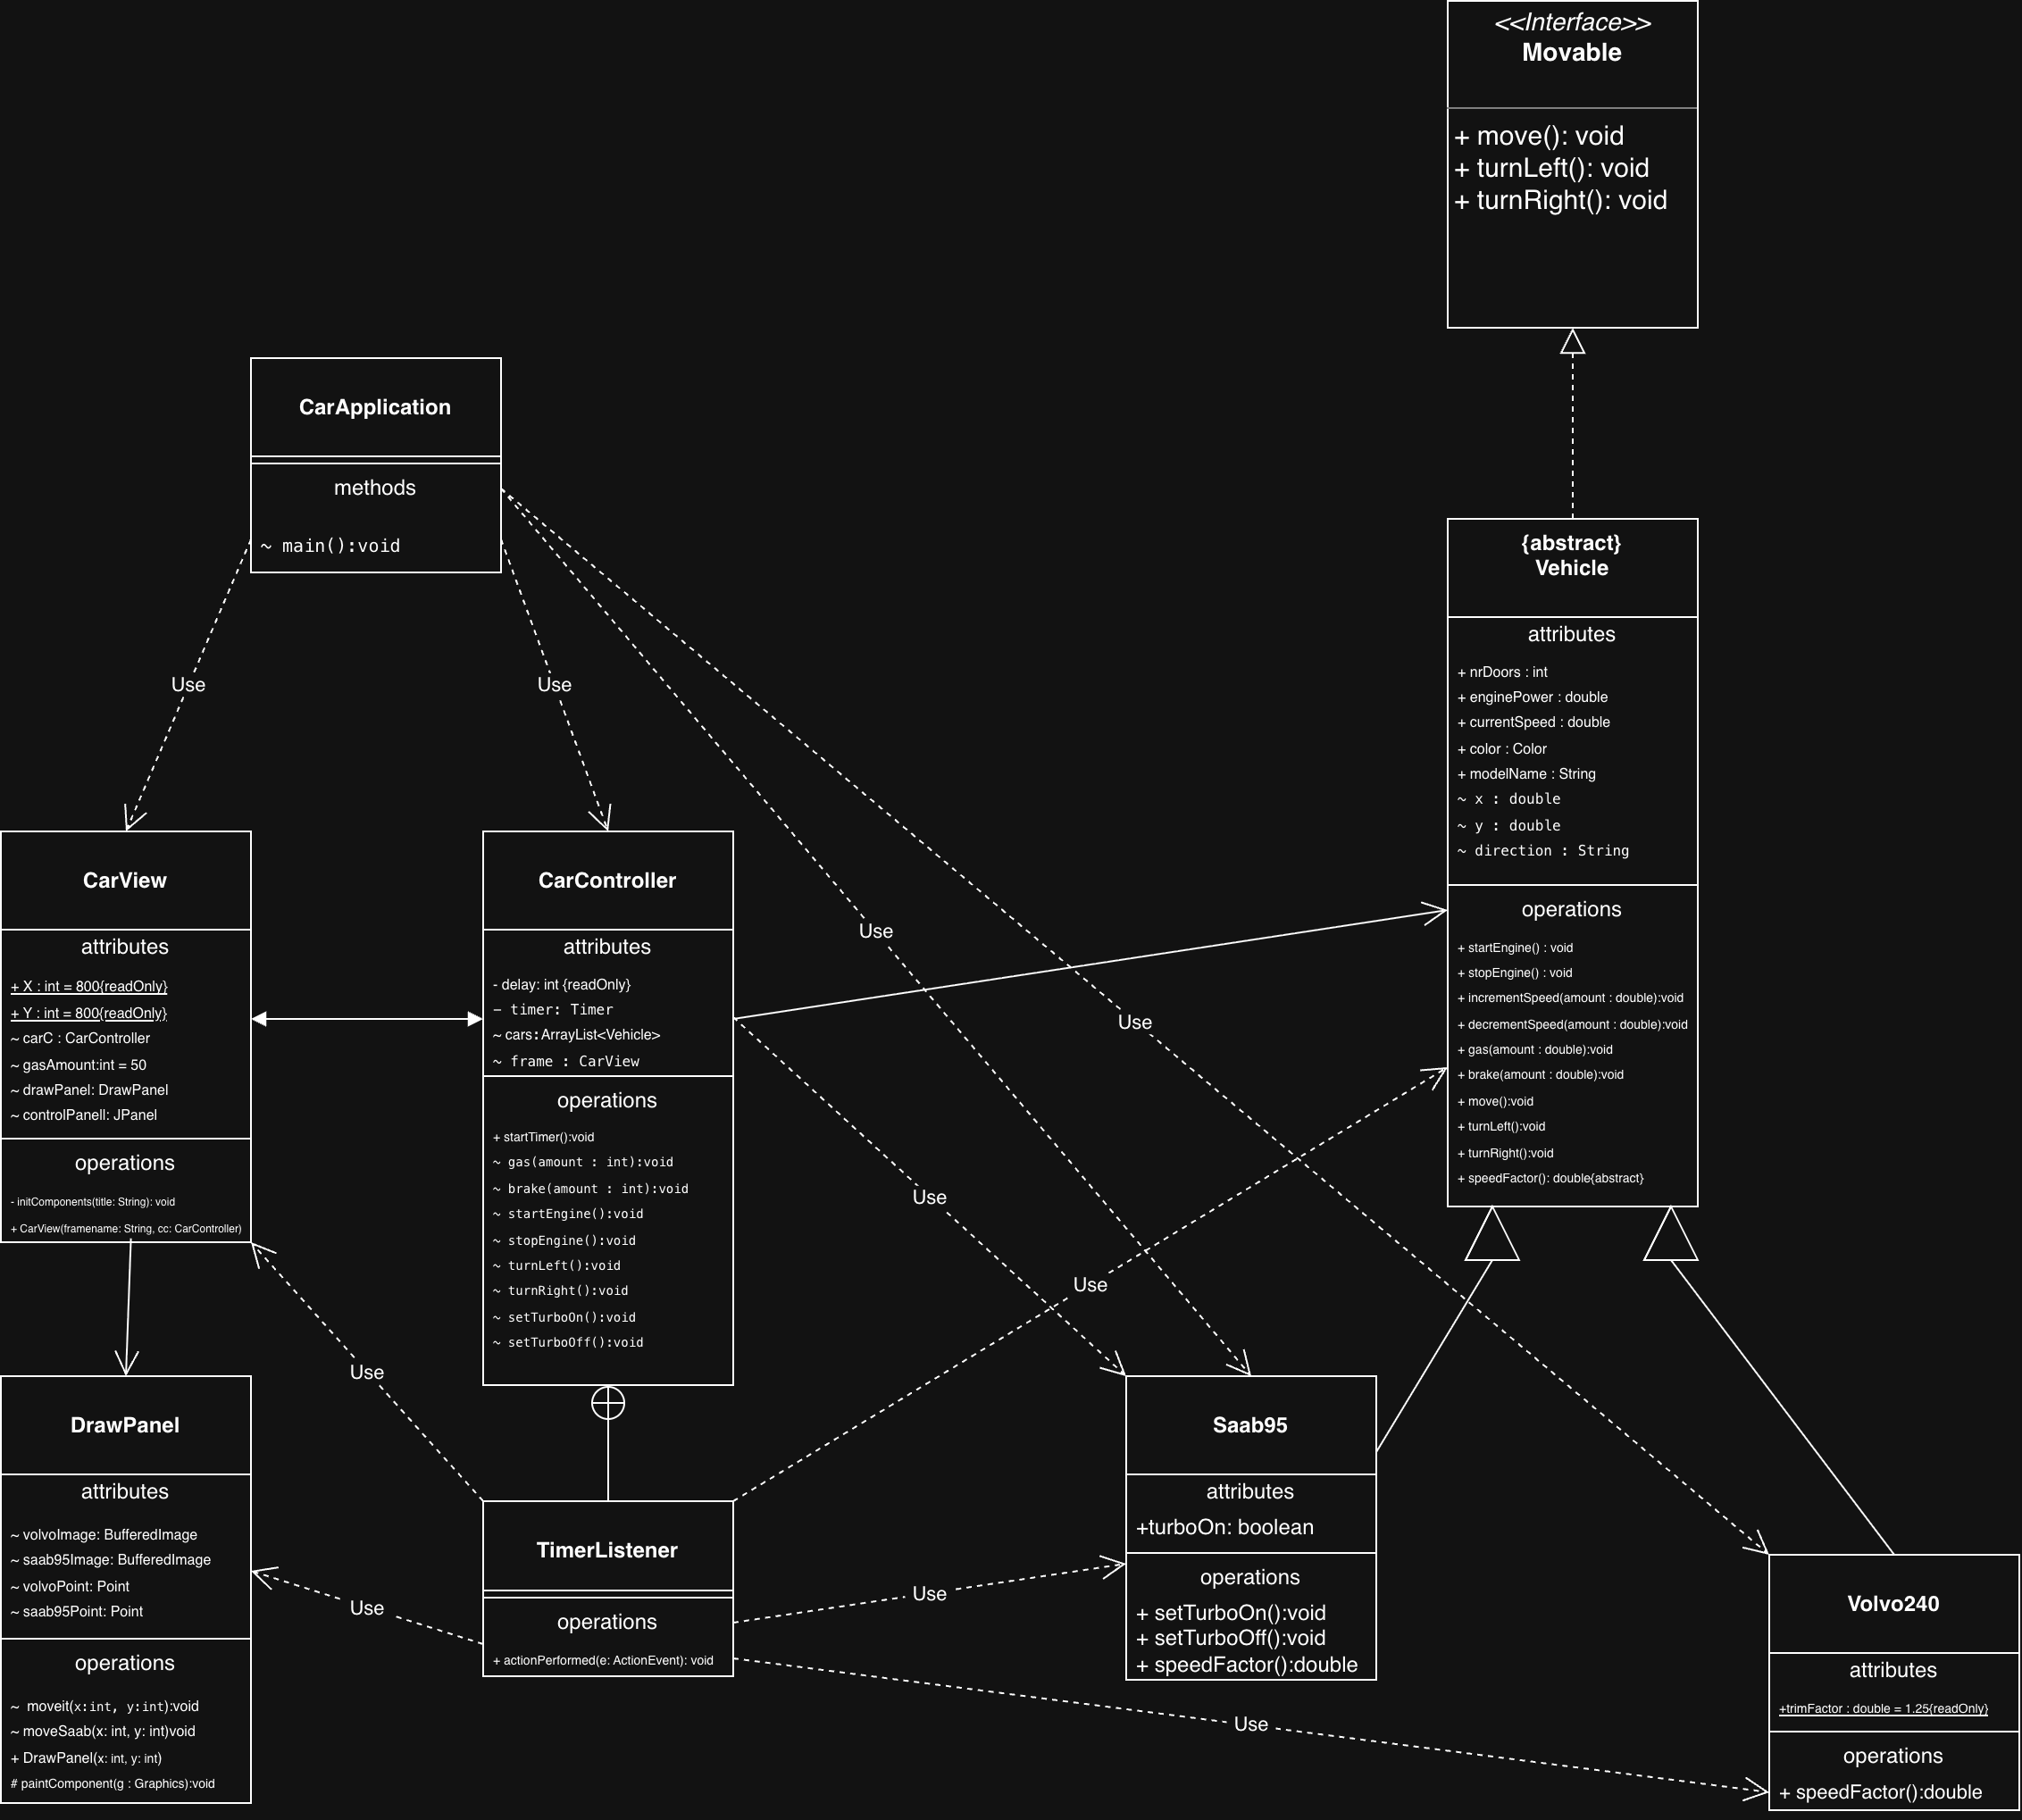 <<Interface>>
Movable
+ move(): void
+ turnLeft(): void
+ turnRight(): void
CarApplication
methods
~ main():void
{abstract}
Vehicle
attributes
+ nrDoors : int
+ enginePower : double
+ currentSpeed : double
+ color : Color
+ modelName : String
~ x : double
~ y : double
~ direction : String
operations
+ startEngine() : void
+ stopEngine() : void
+ incrementSpeed(amount : double):void
+ decrementSpeed(amount : double):void
+ gas(amount : double):void
+ brake(amount : double):void
+ move():void
+ turnLeft():void
+ turnRight():void
+ speedFactor(): double{abstract}
Use
Use
Use
Use
CarView
attributes
+ X : int = 800{readOnly}
+ Y : int = 800{readOnly}
~ carC : CarController
~ gasAmount:int = 50
~ drawPanel: DrawPanel
~ controlPanell: JPanel
operations
- initComponents(title: String): void
+ CarView(framename: String, cc: CarController)
CarController
attributes
- delay: int {readOnly}
- timer: Timer
~ cars:ArrayList<Vehicle>
~ frame : CarView
operations
+ startTimer():void
~ gas(amount : int):void
~ brake(amount : int):void
~ startEngine():void
~ stopEngine():void
~ turnLeft():void
~ turnRight():void
~ setTurboOn():void
~ setTurboOff():void
Use
Use
Use
DrawPanel
attributes
~ volvoImage: BufferedImage
~ saab95Image: BufferedImage
~ volvoPoint: Point
~ saab95Point: Point
operations
~ moveit(x:int, y:int):void
~ moveSaab(x: int, y: int)void
+ DrawPanel(x: int, y: int)
# paintComponent(g : Graphics):void
Use
TimerListener
operations
+ actionPerformed(e: ActionEvent): void
Use
Use
Saab95
attributes
+turboOn: boolean
operations
+ setTurboOn():void
+ setTurboOff():void
+ speedFactor():double
Volvo240
attributes
+trimFactor : double = 1.25{readOnly}
operations
+ speedFactor():double